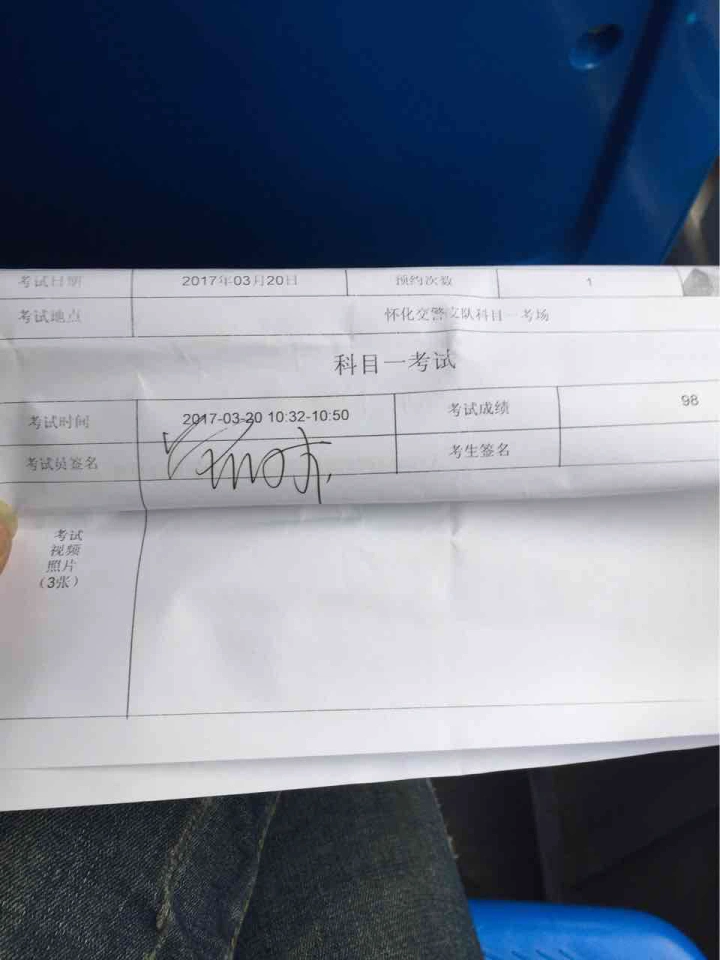 考试日期 2017年03月20日 预约次数 1
考试地点 怀化交警支队科目一考场
科目一考试
考试时间 2017-03-20 10:32-10:50 考试成绩 98
考试员签名 考生签名
考试
视频
照片
（3张）